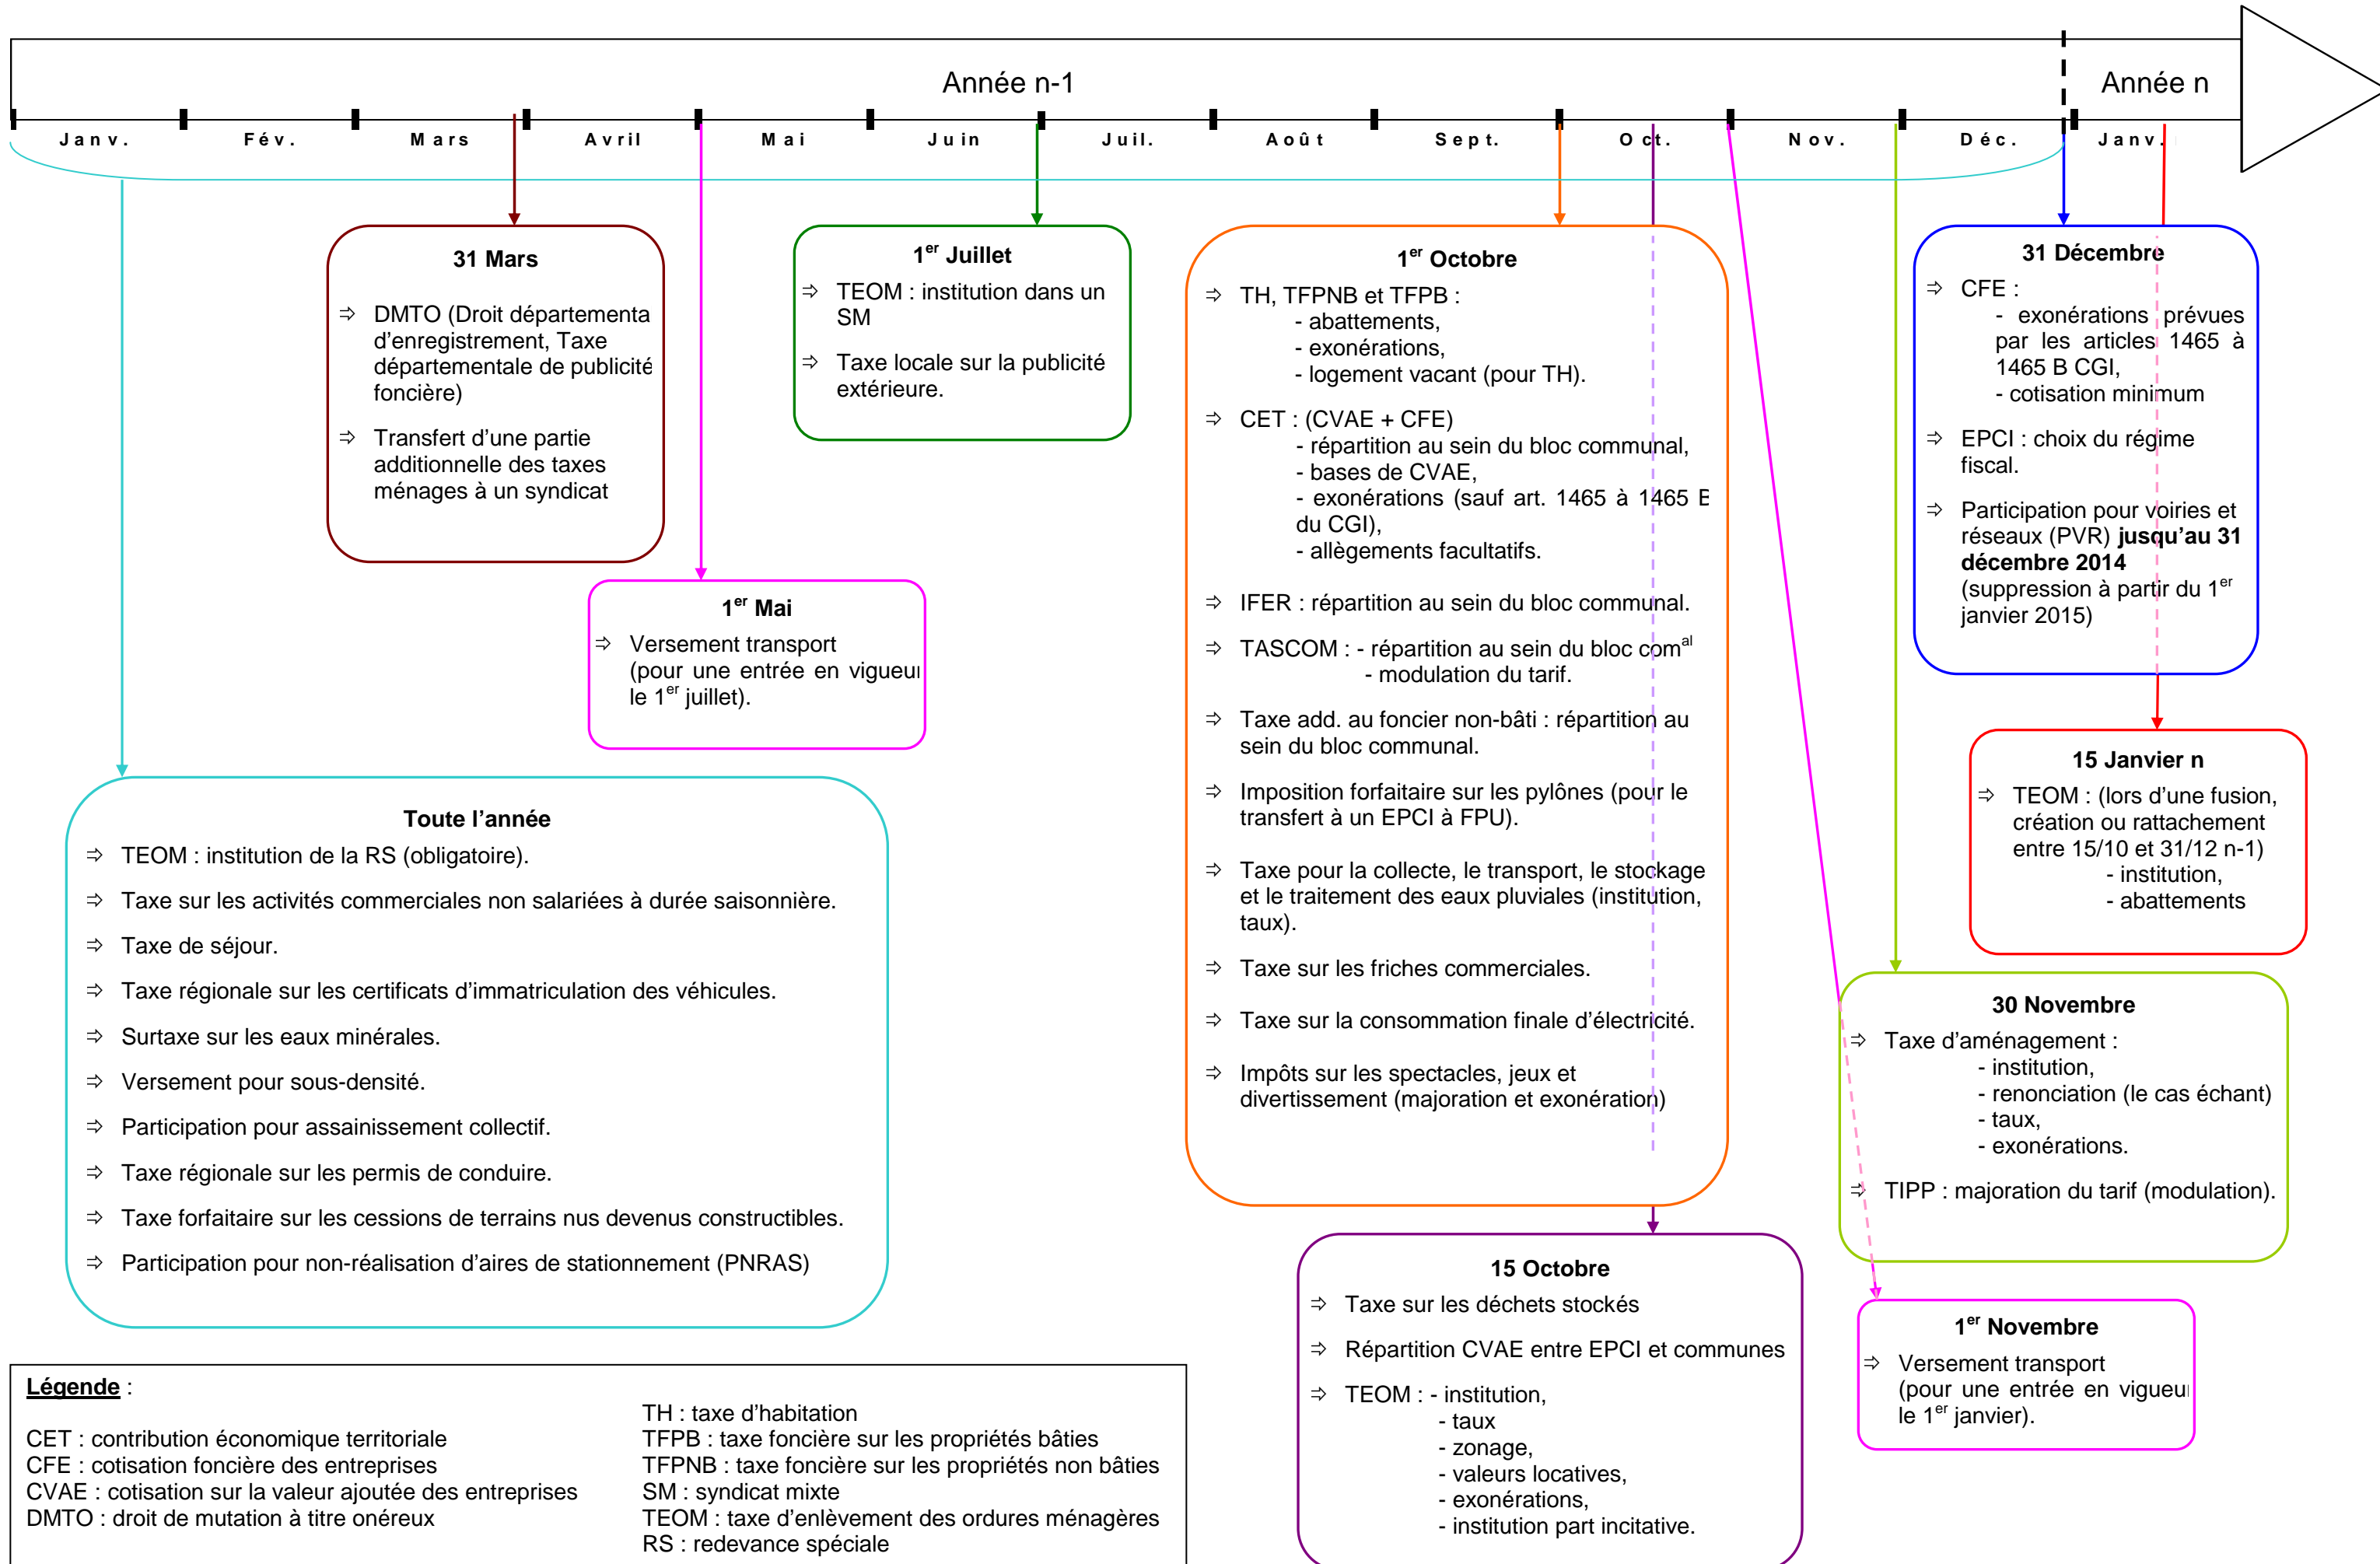 Année n-1
Année n
Janv.
Fév.
Mars
Avril
Mai
Juin
Juil.
Août
Sept.
Oct.
Nov.
Déc.
Janv.
31 Mars
⇒ DMTO (Droit départementa
d'enregistrement, Taxe
départementale de publicité
foncière)
⇒ Transfert d'une partie
additionnelle des taxes
ménages à un syndicat
1er Mai
⇒ Versement transport
(pour une entrée en vigueur
le 1er juillet).
1er Juillet
⇒ TEOM : institution dans un
SM
⇒ Taxe locale sur la publicité
extérieure.
1er Octobre
⇒ TH, TFPNB et TFPB :
- abattements,
- exonérations,
- logement vacant (pour TH).
⇒ CET : (CVAE + CFE)
- répartition au sein du bloc communal,
- bases de CVAE,
- exonérations (sauf art. 1465 à 1465 B
du CGI),
- allègements facultatifs.
⇒ IFER : répartition au sein du bloc communal.
⇒ TASCOM : - répartition au sein du bloc comal
- modulation du tarif.
⇒ Taxe add. au foncier non-bâti : répartition au
sein du bloc communal.
⇒ Imposition forfaitaire sur les pylônes (pour le
transfert à un EPCI à FPU).
⇒ Taxe pour la collecte, le transport, le stockage
et le traitement des eaux pluviales (institution,
taux).
⇒ Taxe sur les friches commerciales.
⇒ Taxe sur la consommation finale d'électricité.
⇒ Impôts sur les spectacles, jeux et
divertissement (majoration et exonération)
31 Décembre
⇒ CFE :
- exonérations prévues
par les articles 1465 à
1465 B CGI,
- cotisation minimum
⇒ EPCI : choix du régime
fiscal.
⇒ Participation pour voiries et
réseaux (PVR) jusqu'au 31
décembre 2014
(suppression à partir du 1er
janvier 2015)
15 Janvier n
⇒ TEOM : (lors d'une fusion,
création ou rattachement
entre 15/10 et 31/12 n-1)
- institution,
- abattements
Toute l'année
⇒ TEOM : institution de la RS (obligatoire).
⇒ Taxe sur les activités commerciales non salariées à durée saisonnière.
⇒ Taxe de séjour.
⇒ Taxe régionale sur les certificats d'immatriculation des véhicules.
⇒ Surtaxe sur les eaux minérales.
⇒ Versement pour sous-densité.
⇒ Participation pour assainissement collectif.
⇒ Taxe régionale sur les permis de conduire.
⇒ Taxe forfaitaire sur les cessions de terrains nus devenus constructibles.
⇒ Participation pour non-réalisation d'aires de stationnement (PNRAS)
30 Novembre
⇒ Taxe d'aménagement :
- institution,
- renonciation (le cas échant)
- taux,
- exonérations.
⇒ TIPP : majoration du tarif (modulation).
15 Octobre
⇒ Taxe sur les déchets stockés
⇒ Répartition CVAE entre EPCI et communes
⇒ TEOM : - institution,
- taux
- zonage,
- valeurs locatives,
- exonérations,
- institution part incitative.
1er Novembre
⇒ Versement transport
(pour une entrée en vigueur
le 1er janvier).
Légende :
CET : contribution économique territoriale
CFE : cotisation foncière des entreprises
CVAE : cotisation sur la valeur ajoutée des entreprises
DMTO : droit de mutation à titre onéreux
TH : taxe d'habitation
TFPB : taxe foncière sur les propriétés bâties
TFPNB : taxe foncière sur les propriétés non bâties
SM : syndicat mixte
TEOM : taxe d'enlèvement des ordures ménagères
RS : redevance spéciale